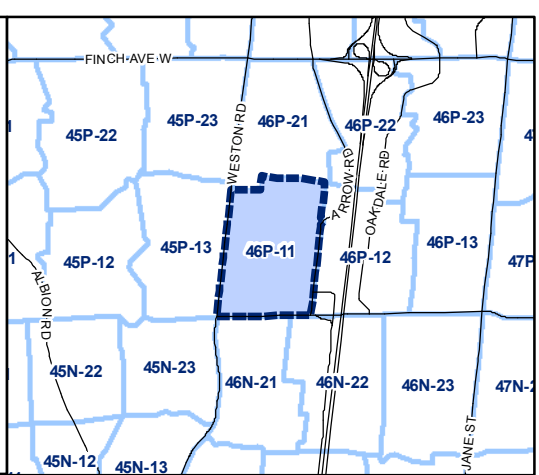 FINCH AVE W
45P-22
45P-23
WESTON RD
46P-21
46P-22
46P-23
ARROW RD
OAKDALE RD
45P-12
45P-13
46P-11
46P-12
46P-13
47P
ALBION RD
45N-22
45N-23
46N-21
46N-22
46N-23
47N-2
JANE ST
45N-12
45N-13